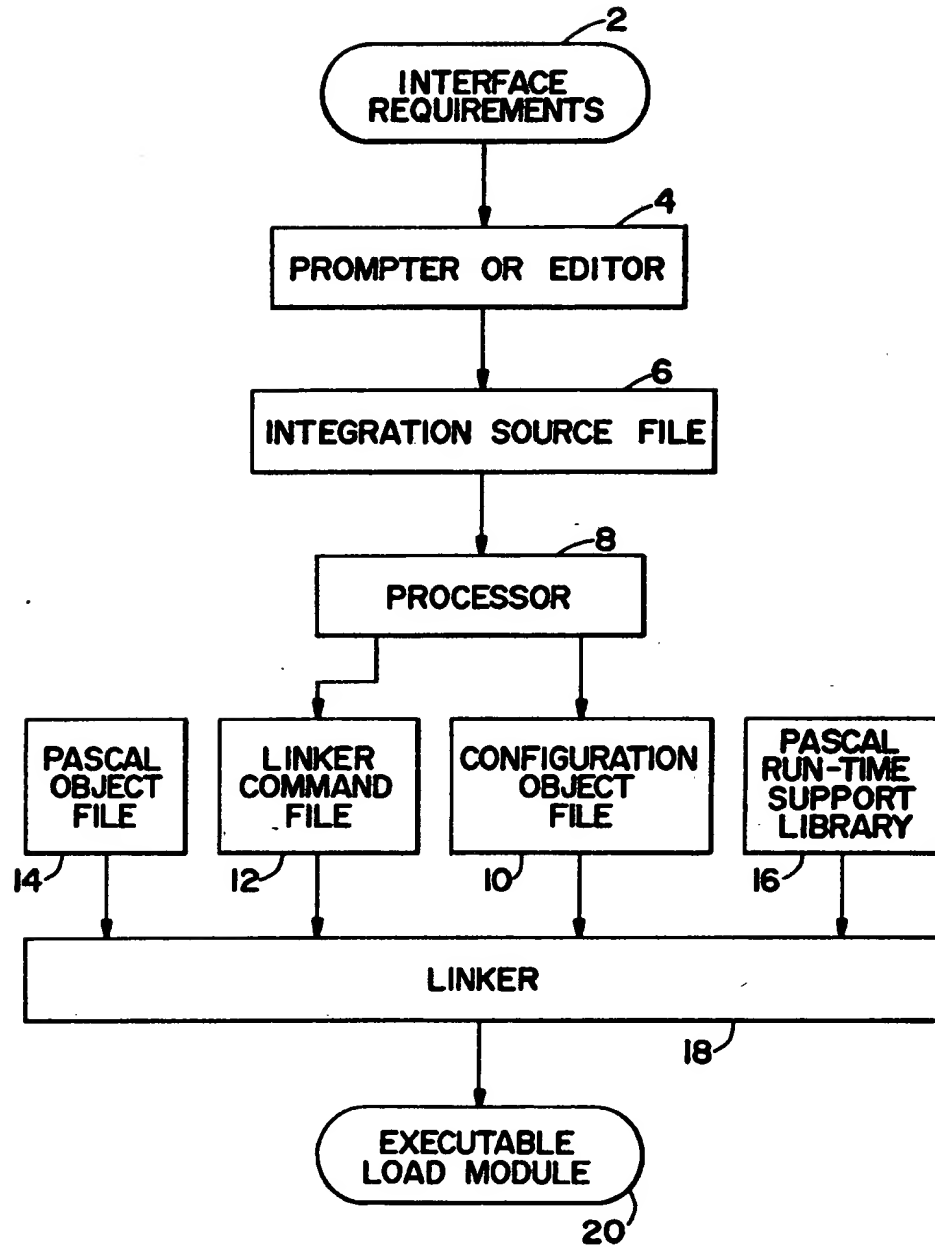 2
INTERFACE
REQUIREMENTS
4
PROMPTER OR EDITOR
6
INTEGRATION SOURCE FILE
8
PROCESSOR
PASCAL
OBJECT
FILE
14
LINKER
COMMAND
FILE
12
CONFIGURATION
OBJECT
FILE
10
PASCAL
RUN-TIME
SUPPORT
LIBRARY
16
LINKER
18
EXECUTABLE
LOAD MODULE
20